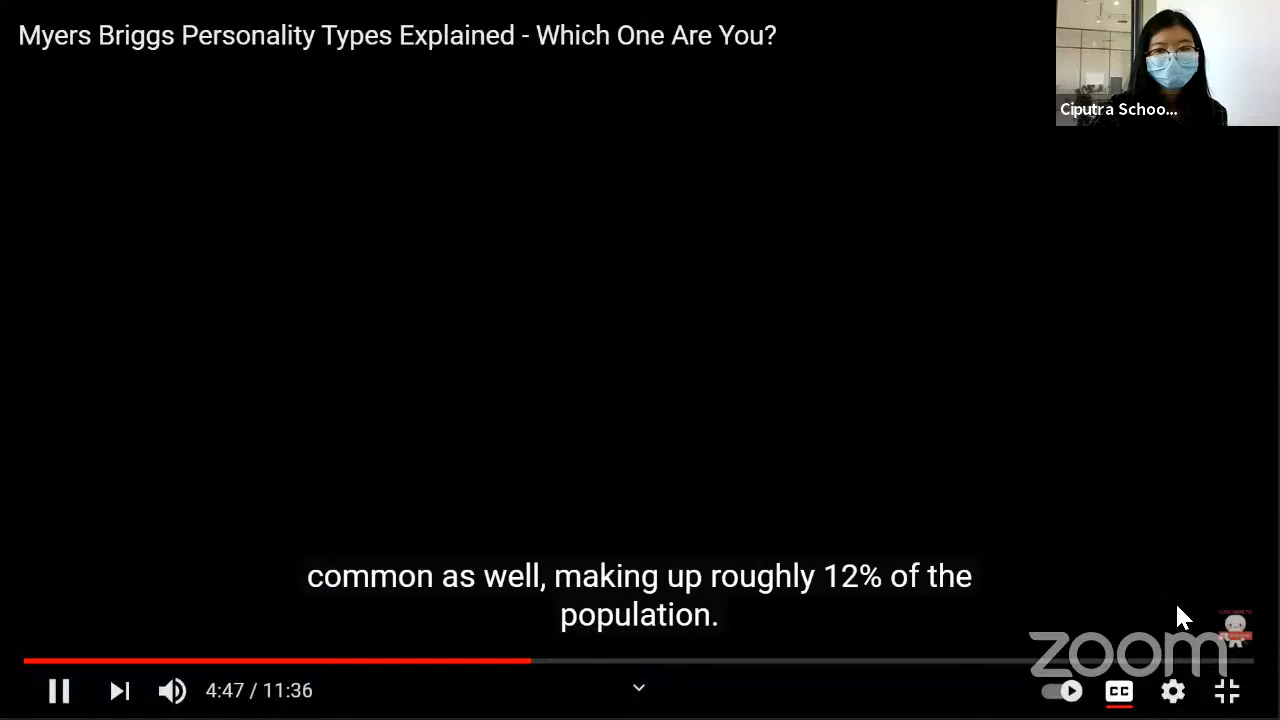 Myers Briggs Personality Types Explained - Which One Are You?
Ciputra Schoo...
common as well, making up roughly 12% of the
population.
zoom
4:47 / 11:36
CC